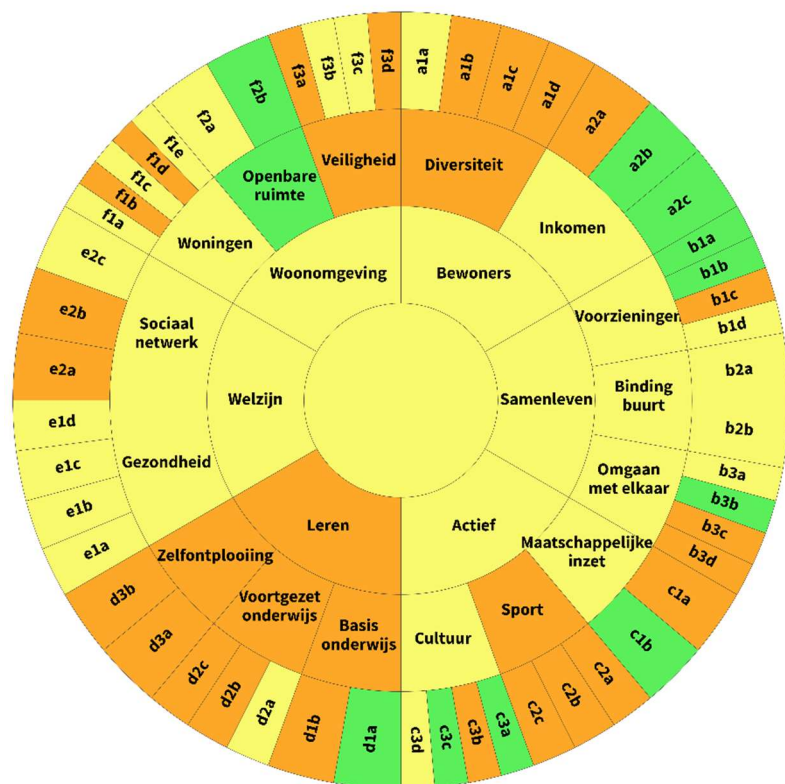 a1a
a1b
a1c
a1d
a2a
a2b
a2c
b1a
b1b
b1c
b1d
b2a
b2b
b3a
b3b
b3c
b3d
c1a
c1b
c2a
c2b
c2c
c3a
c3b
c3c
c3d
d1a
d1b
d2a
d2b
d2c
d3a
d3b
e1a
e1b
e1c
e1d
e2a
e2b
e2c
f1a
f1b
f1c
f1d
f1e
f2a
f2b
f3a
f3b
f3c
f3d
Diversiteit
Inkomen
Voorzieningen
Binding
buurt
Omgaan
met elkaar
Maatschappelijke
inzet
Sport
Cultuur
Basis
onderwijs
Voortgezet
onderwijs
Zelfontplooiing
Gezondheid
Sociaal
netwerk
Woningen
Openbare
ruimte
Veiligheid
Bewoners
Samenleven
Actief
Leren
Welzijn
Woonomgeving